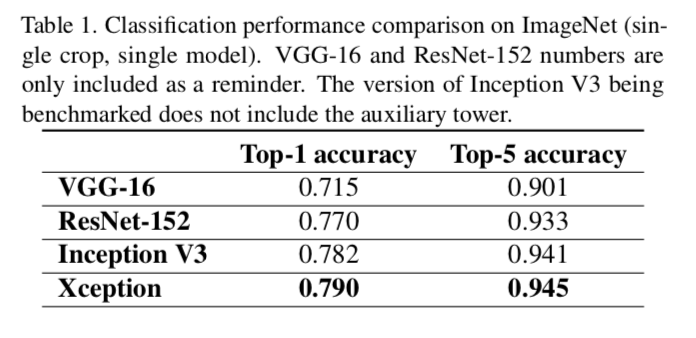 Table 1. Classification performance comparison on ImageNet (sin-
gle crop, single model). VGG-16 and ResNet-152 numbers are
only included as a reminder. The version of Inception V3 being
benchmarked does not include the auxiliary tower.
Top-1 accuracy Top-5 accuracy
VGG-16 0.715 0.901
ResNet-152 0.770 0.933
Inception V3 0.782 0.941
Xception 0.790 0.945